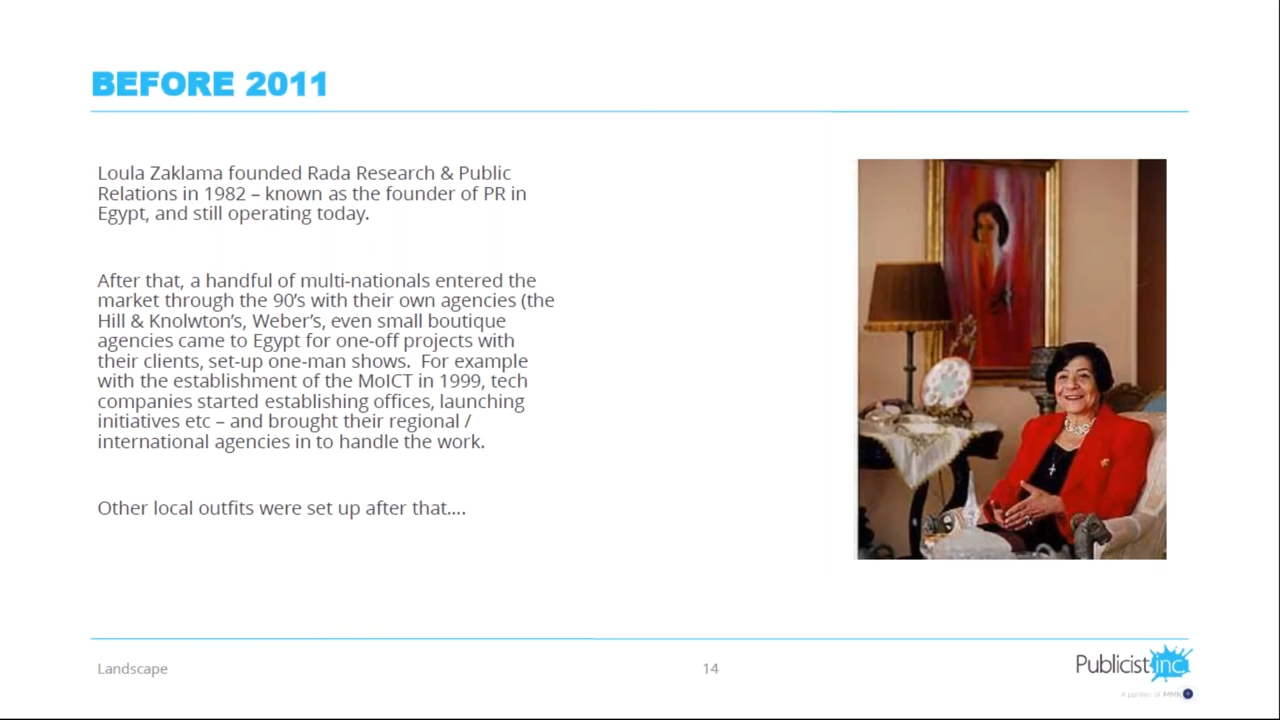 BEFORE 2011
Loula Zaklama founded Rada Research & Public
Relations in 1982 – known as the founder of PR in
Egypt, and still operating today.
After that, a handful of multi-nationals entered the
market through the 90’s with their own agencies (the
Hill & Knolwton’s, Weber’s, even small boutique
agencies came to Egypt for one-off projects with
their clients, set-up one-man shows.  For example
with the establishment of the MoICT in 1999, tech
companies started establishing offices, launching
initiatives etc – and brought their regional /
international agencies in to handle the work.
Other local outfits were set up after that….
Landscape
14
Publicist inc.
A partner of